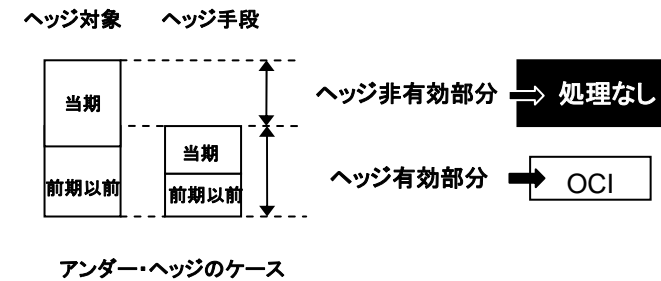 ヘッジ対象 ヘッジ手段
当期
前期以前
当期
前期以前
ヘッジ非有効部分 ⇒ 処理なし
ヘッジ有効部分 ➡ OCI
アンダー・ヘッジのケース